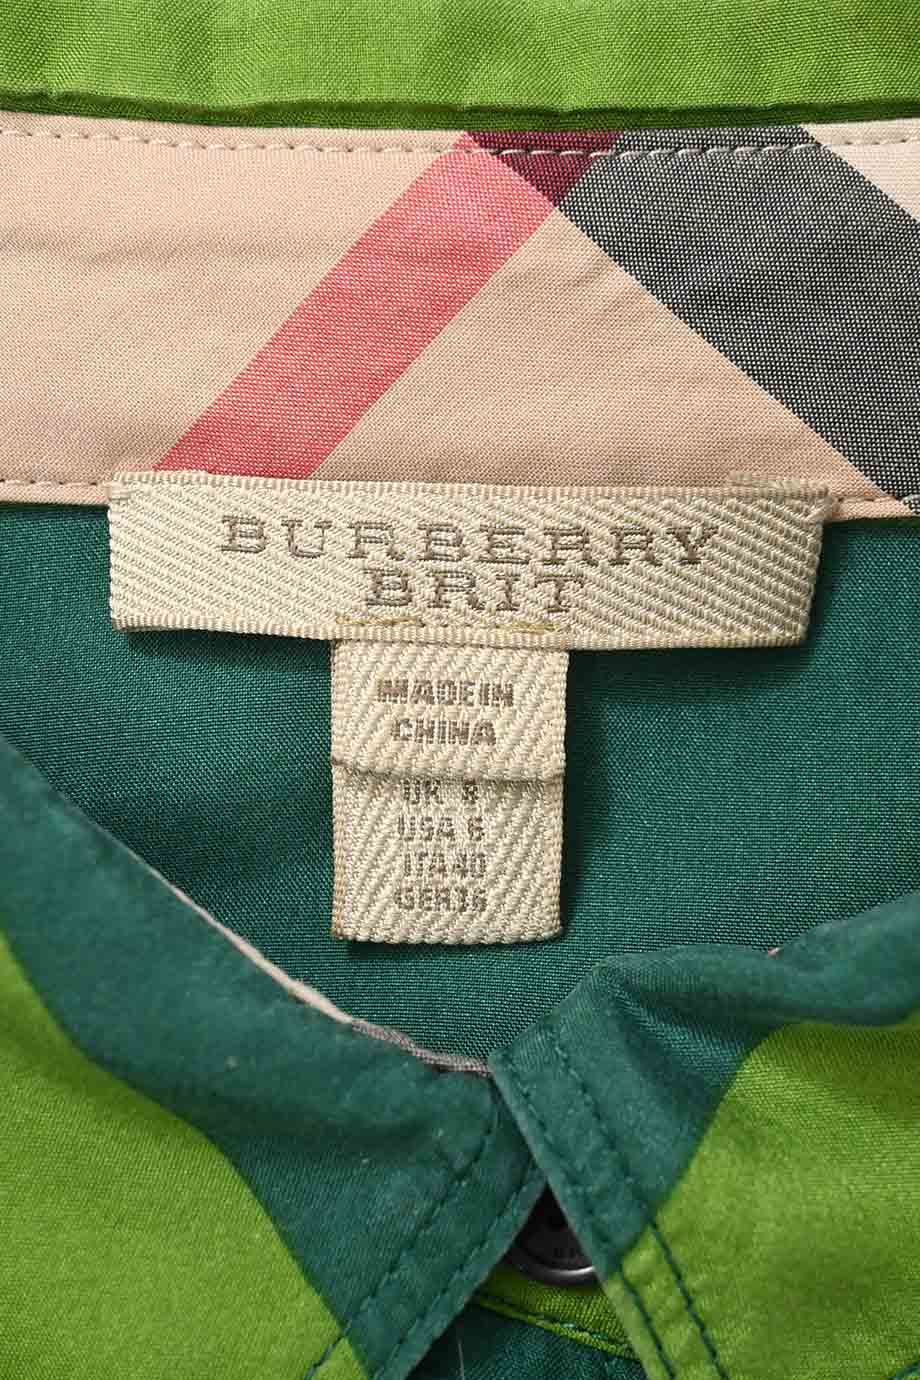 BURBERRY
BRIT
MADE IN
CHINA
UK 8
USA 6
ITA 40
GER 36